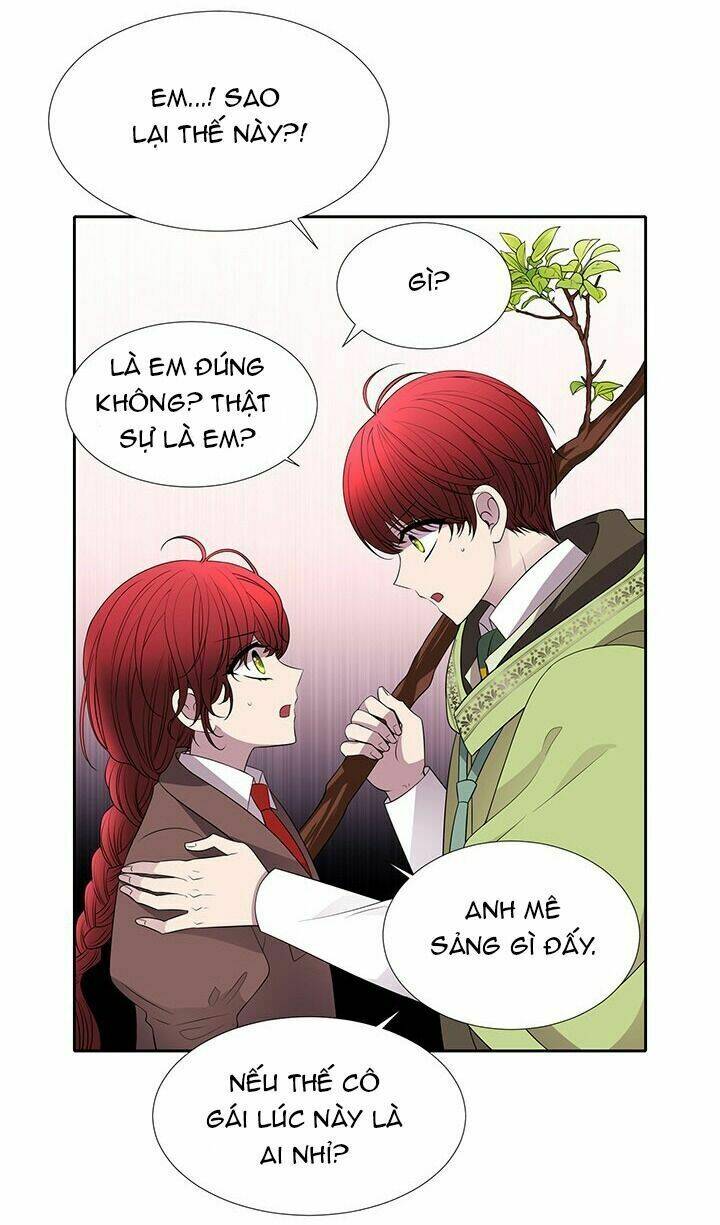 EM...! SAO
LẠI THẾ NÀY?!
GÌ?
LÀ EM ĐÚNG
KHÔNG? THẬT
SỰ LÀ EM?
ANH MÊ
SẢNG GÌ ĐẤY.
NẾU THẾ CÔ
GÁI LÚC NÀY LÀ
AI NHỈ?